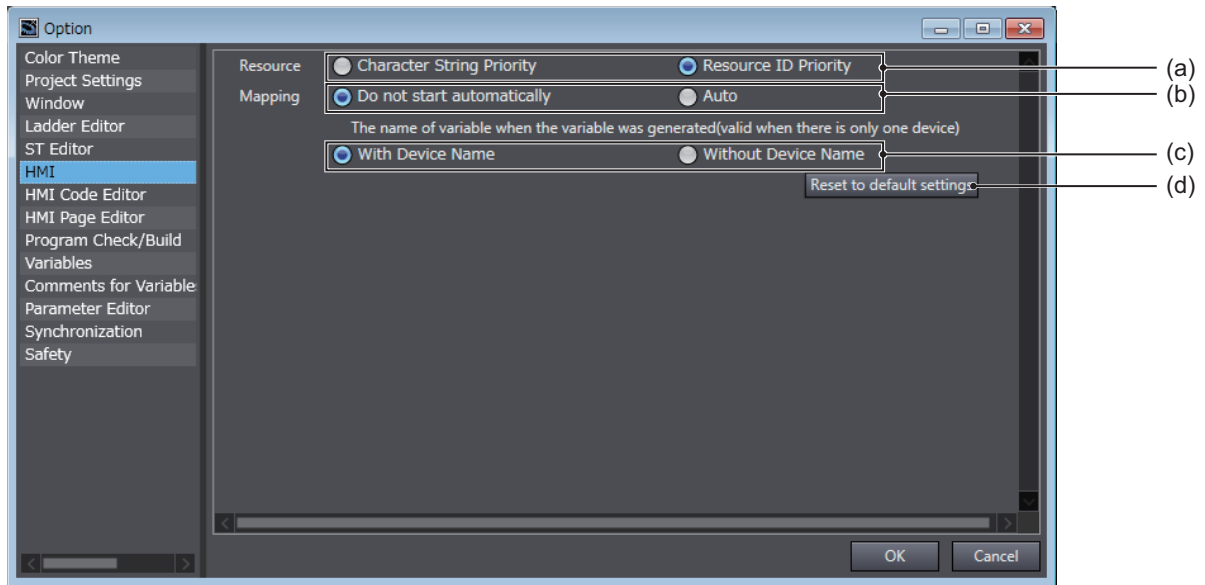 Option
Color Theme
Project Settings
Window
Ladder Editor
ST Editor
HMI
HMI Code Editor
HMI Page Editor
Program Check/Build
Variables
Comments for Variable
Parameter Editor
Synchronization
Safety
Resource Character String Priority Resource ID Priority (a)
Mapping Do not start automatically Auto (b)
The name of variable when the variable was generated(valid when there is only one device)
With Device Name Without Device Name (c)
Reset to default settings (d)
OK Cancel